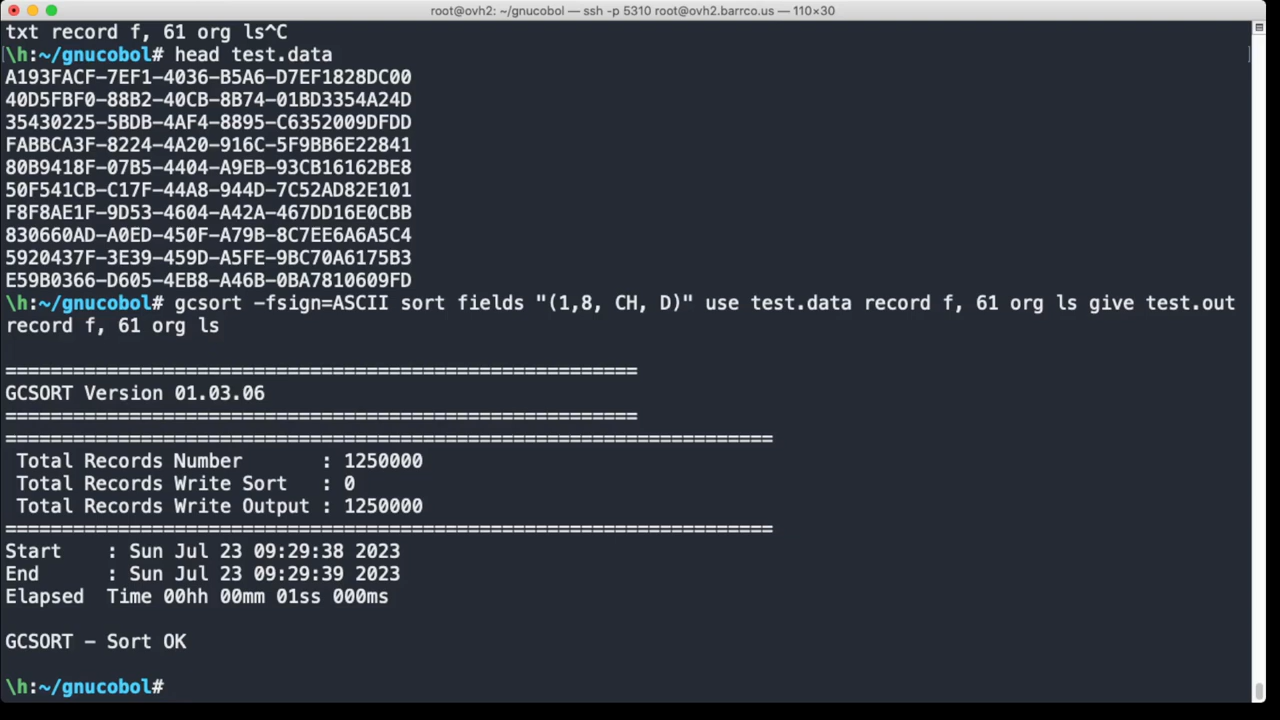 root@ovh2: ~/gnucobol — ssh -p 5310 root@ovh2.barrco.us — 110×30
txt record f, 61 org ls^C
\h:~/gnucobol# head test.data
A193FACF-7EF1-4036-B5A6-D7EF1828DC00
40D5FBF0-88B2-40CB-8B74-01BD3354A24D
35430225-5BDB-4AF4-8895-C6352009DFDD
FABBCA3F-8224-4A20-916C-5F9BB6E22841
80B9418F-07B5-4404-A9EB-93CB16162BE8
50F541CB-C17F-44A8-944D-7C52AD82E101
F8F8AE1F-9D53-4604-A42A-467DD16E0CBB
830660AD-A0ED-450F-A79B-8C7EE6A6A5C4
5920437F-3E39-459D-A5FE-9BC70A6175B3
E59B0366-D605-4EB8-A46B-0BA7810609FD
\h:~/gnucobol# gcsort -fsign=ASCII sort fields "(1,8, CH, D)" use test.data record f, 61 org ls give test.out
record f, 61 org ls
========================================================
GCSORT Version 01.03.06
========================================================
====================================================================
Total Records Number       : 1250000
Total Records Write Sort   : 0
Total Records Write Output : 1250000
====================================================================
Start    : Sun Jul 23 09:29:38 2023
End      : Sun Jul 23 09:29:39 2023
Elapsed  Time 00hh 00mm 01ss 000ms
GCSORT - Sort OK
\h:~/gnucobol#